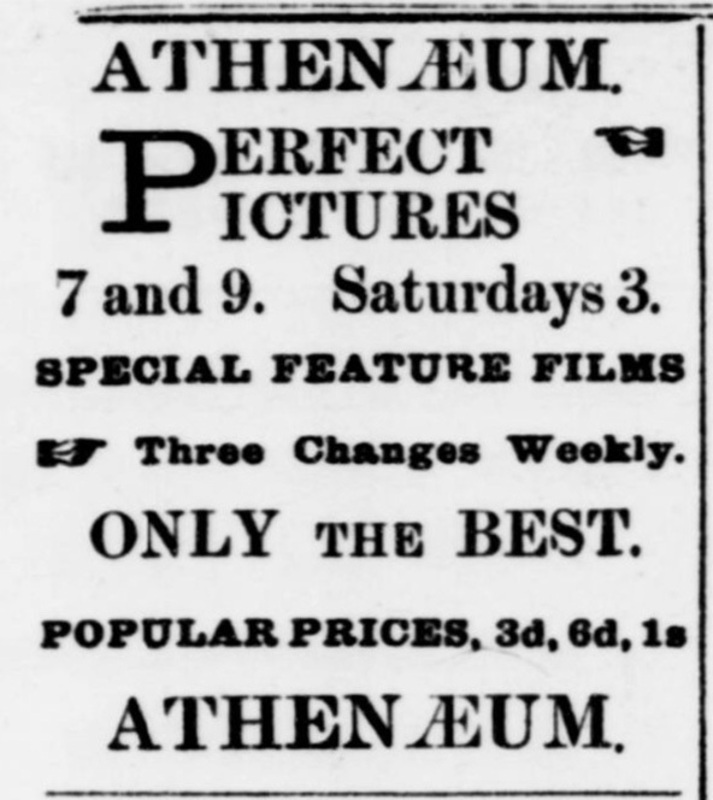 ATHENÆUM.
PERFECT
PICTURES
7 and 9. Saturdays 3.
SPECIAL FEATURE FILMS
Three Changes Weekly.
ONLY THE BEST.
POPULAR PRICES, 3d, 6d, 1s
ATHENÆUM.